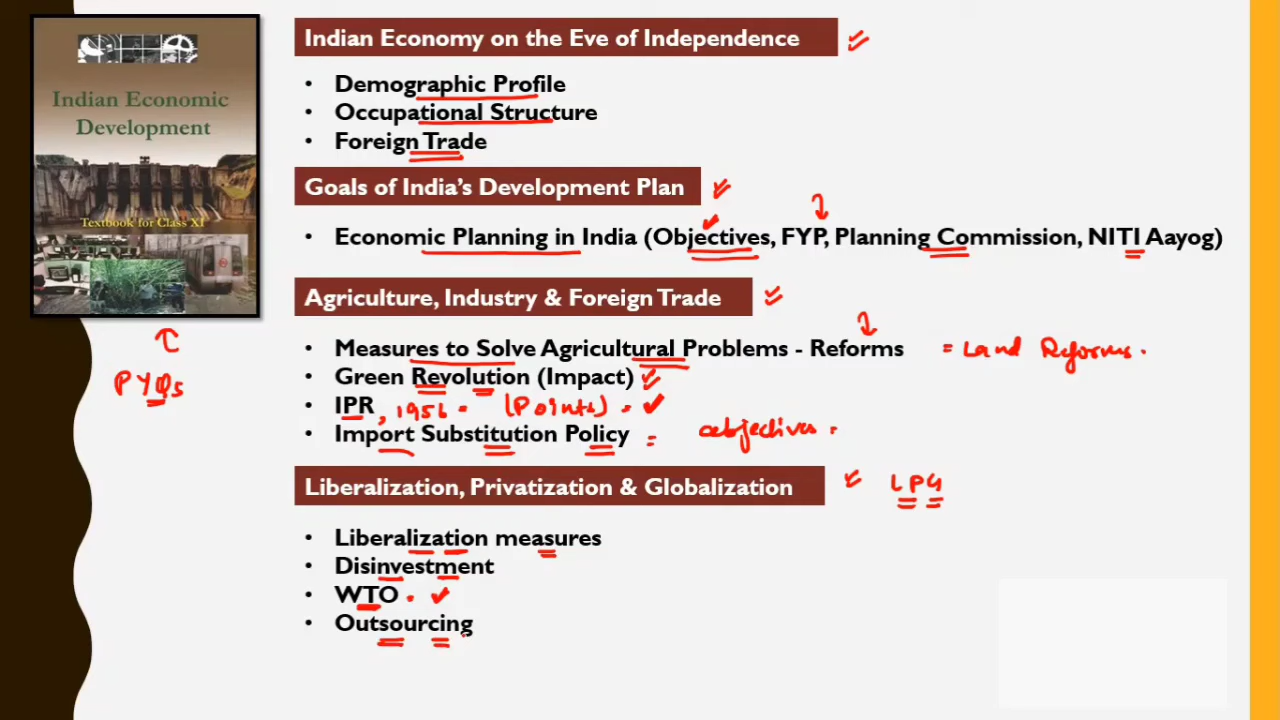 Indian Economic
Development
Textbook for Class XI
PYQs
Indian Economy on the Eve of Independence
• Demographic Profile
• Occupational Structure
• Foreign Trade
Goals of India's Development Plan
• Economic Planning in India (Objectives, FYP, Planning Commission, NITI Aayog)
Agriculture, Industry & Foreign Trade
• Measures to Solve Agricultural Problems - Reforms = Land Reforms.
• Green Revolution (Impact)
• IPR, 1956 - (Points).
• Import Substitution Policy = objectives.
Liberalization, Privatization & Globalization LPG
• Liberalization measures
• Disinvestment
• WTO
• Outsourcing